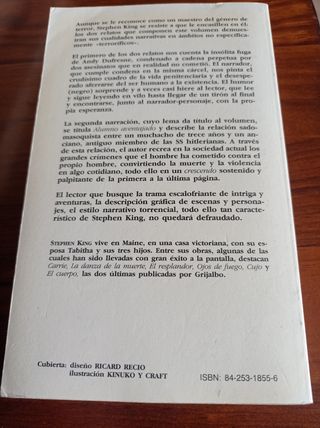 Aunque se le reconoce como un maestro del género de
terror, Stephen King se resiste a que le encasillen en él.
los dos relatos que componen este volumen demues-
tran sus cualidades narrativas en ámbitos no específica-
mente «terroríficos».
El primero de los dos relatos nos cuenta la insólita fuga
de Andy Dufresne, condenado a cadena perpetua por
dos asesinatos que en realidad no cometió. El narrador,
que cumple condena en la misma cárcel, nos pinta el
crudísimo cuadro de la vida penitenciaria y el desespe-
rado aferrarse del ser humano a la existencia. El humor
(negro) sorprende y a veces casi hiere al lector, que lee
y sigue leyendo en vilo hasta llegar de un tirón al final
y encontrarse, junto al narrador-personaje, con la pro-
pia esperanza.
La segunda narración, cuyo lema da título al volumen,
se titula Alumno aventajado y describe la relación sado-
masoquista entre un muchacho de trece años y un an-
ciano, antiguo miembro de las SS hitlerianas. A través
de esta relación, el autor recrea en la sociedad actual los
grandes crímenes que el hombre ha cometido contra el
propio hombre, convirtiendo la muerte y la violencia
en algo cotidiano, todo ello en un crescendo sostenido y
palpitante de la primera a la última página.
El lector que busque la trama escalofriante de intriga y
aventuras, la descripción gráfica de escenas y persona-
jes, el estilo narrativo torrencial, todo ello tan caracte-
rístico de Stephen King, no quedará defraudado.
STEPHEN KING vive en Maine, en una casa victoriana, con su es-
posa Tabitha y sus tres hijos. Entre sus obras, algunas de las
cuales han sido llevadas con gran éxito a la pantalla, destacan
Carrie, La danza de la muerte, El resplandor, Ojos de fuego, Cujo y
El cuerpo, las dos últimas publicadas por Grijalbo.
Cubierta: diseño RICARD RECIO
ilustración KINUKO Y CRAFT
ISBN: 84-253-1855-6